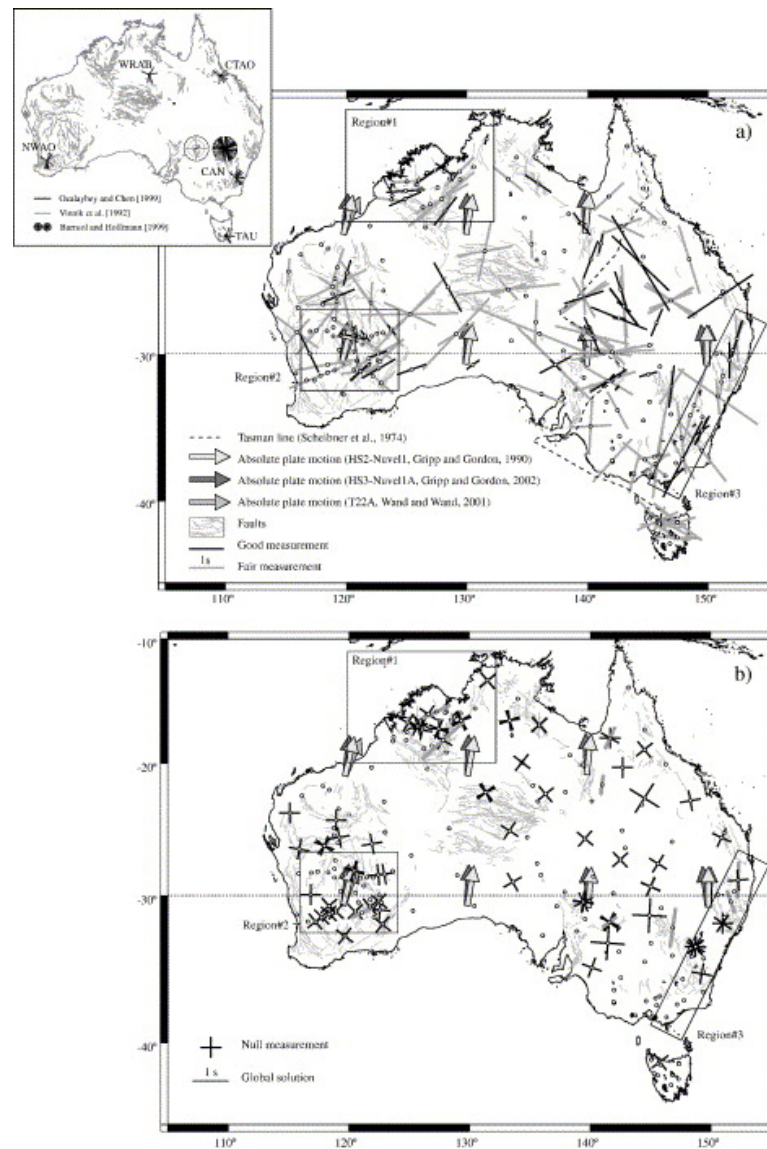 WRAB
CTAO
NWAO
CAN
TAU
Ozalaybey and Chen [1999]
Vinnik et al. [1992]
Barruol and Hoffmann [1999]
a)
Region#1
-30°
Region#2
Tasman line (Scheibner et al., 1974)
Absolute plate motion (HS2-Nuvel1, Gripp and Gordon, 1990)
Absolute plate motion (HS3-Nuvel1A, Gripp and Gordon, 2002)
Absolute plate motion (T22A, Wand and Wand, 2001)
Region#3
-40°
Faults
Good measurement
1s
Fair measurement
110° 120° 130° 140° 150°
-10°
Region#1
b)
-20°
-30°
Region#2
Region#3
-40°
Null measurement
1 s
Global solution
110° 120° 130° 140° 150°